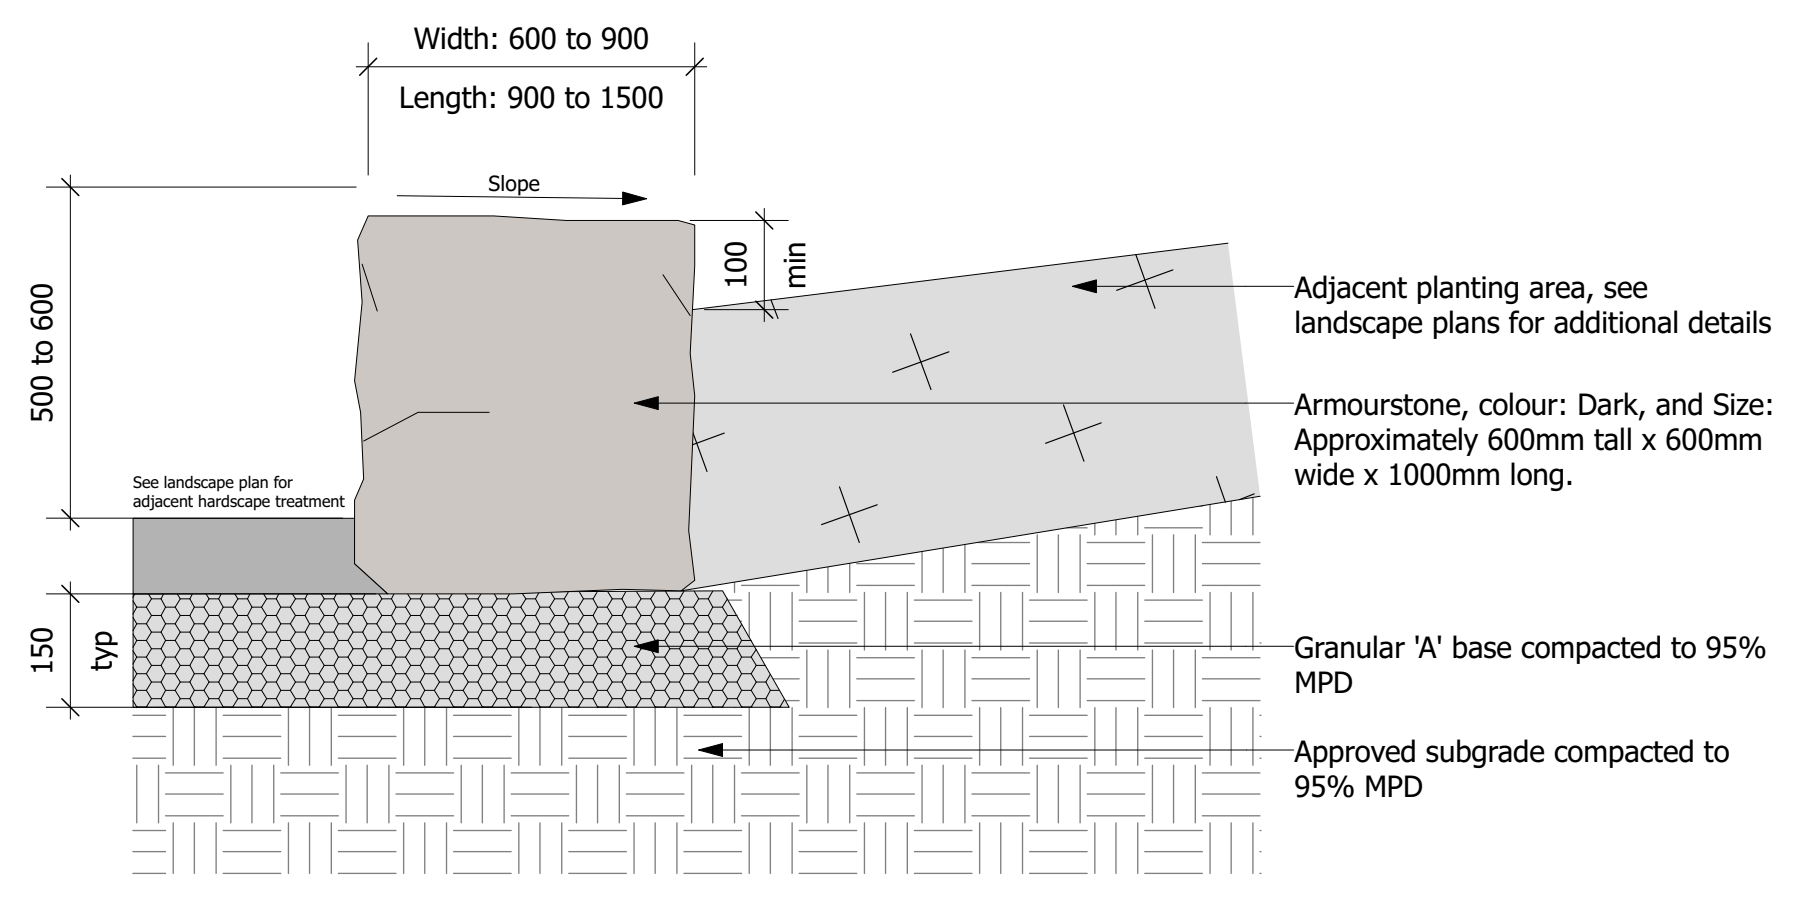 Width: 600 to 900
Length: 900 to 1500
Slope
500 to 600
100
min
Adjacent planting area, see
landscape plans for additional details
Armourstone, colour: Dark, and Size:
Approximately 600mm tall x 600mm
wide x 1000mm long.
See landscape plan for
adjacent hardscape treatment
150
typ
Granular 'A' base compacted to 95%
MPD
Approved subgrade compacted to
95% MPD